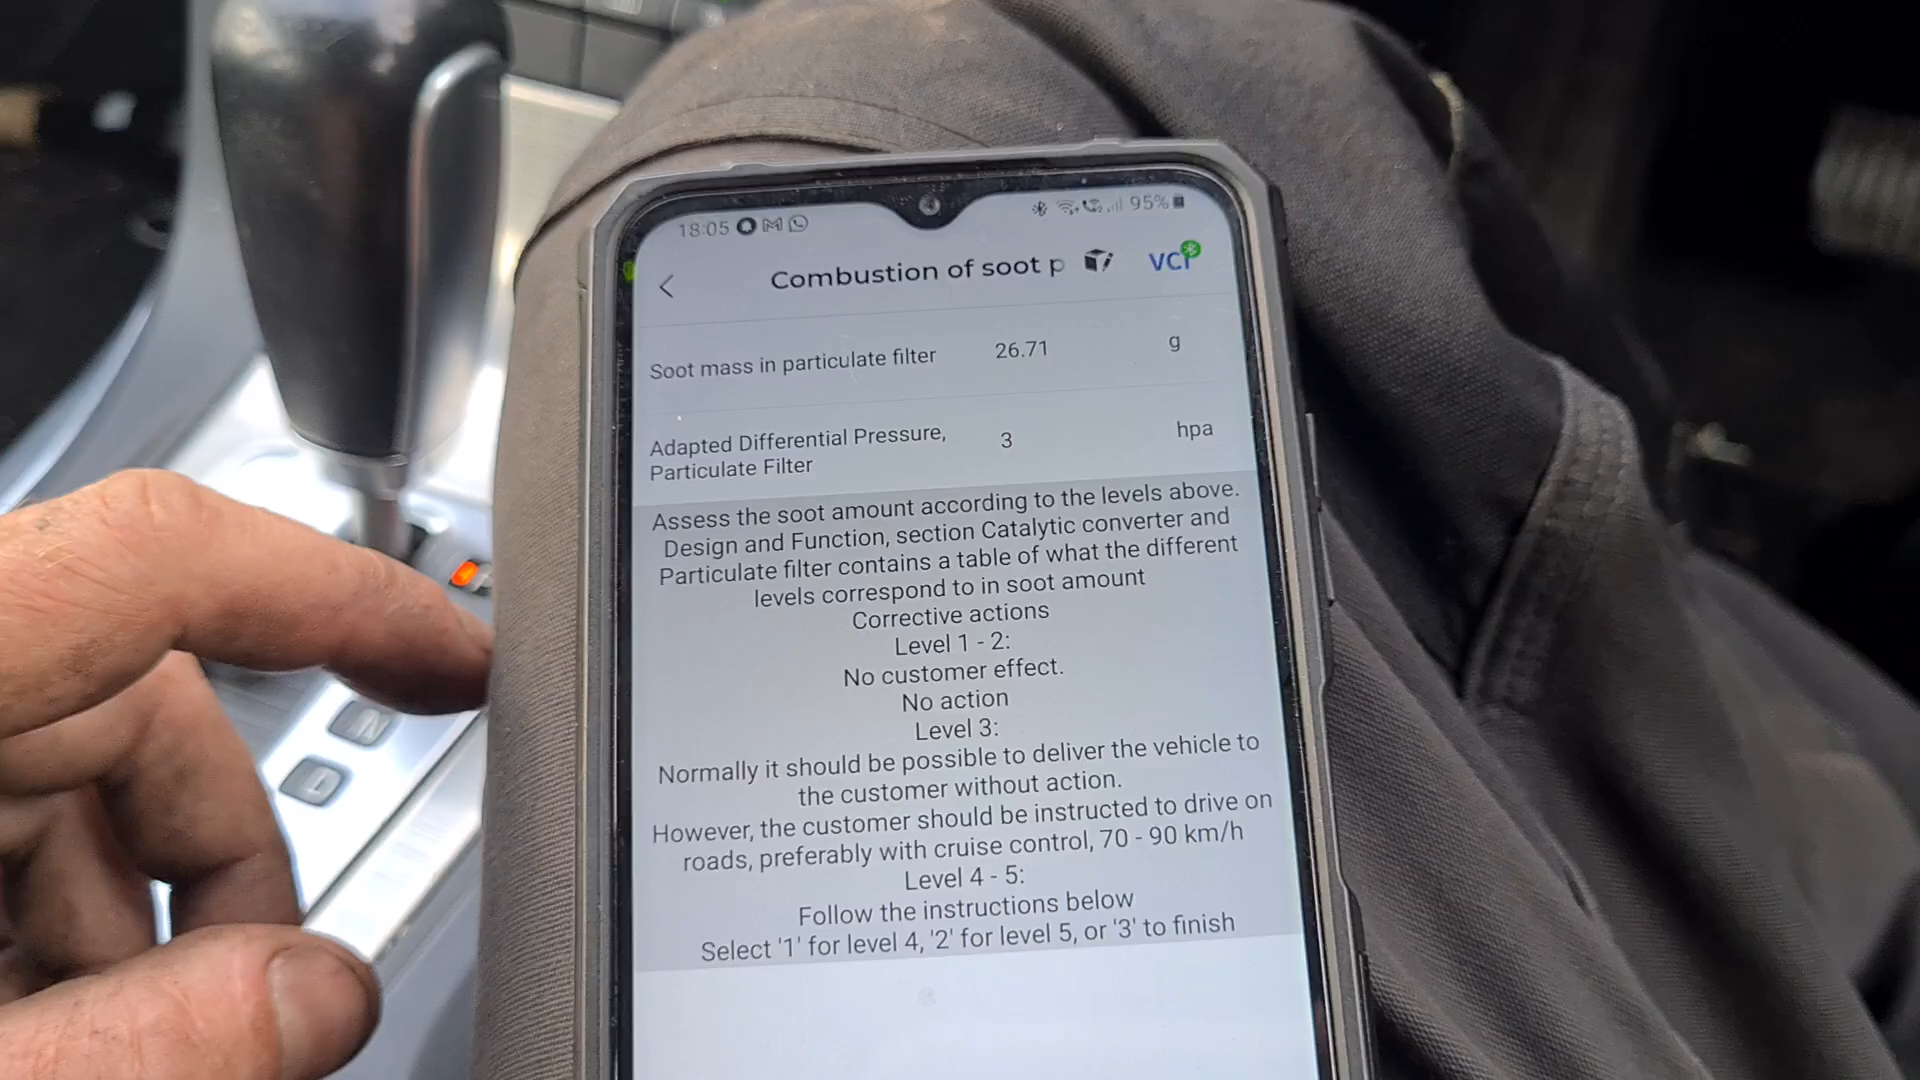 18:05 95%
Combustion of soot p VCI
Soot mass in particulate filter 26.71 g
Adapted Differential Pressure, 3 hpa
Particulate Filter
Assess the soot amount according to the levels above.
Design and Function, section Catalytic converter and
Particulate filter contains a table of what the different
levels correspond to in soot amount
Corrective actions
Level 1 - 2:
No customer effect.
No action
Level 3:
Normally it should be possible to deliver the vehicle to
the customer without action.
However, the customer should be instructed to drive on
roads, preferably with cruise control, 70 - 90 km/h
Level 4 - 5:
Follow the instructions below
Select '1' for level 4, '2' for level 5, or '3' to finish
N
L